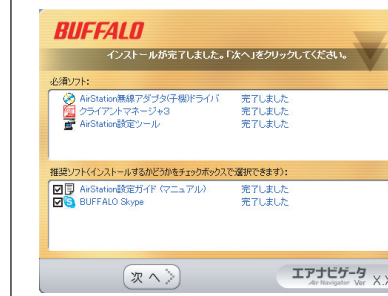 BUFFALO
インストールが完了しました。「次へ」をクリックしてください。
必須ソフト:
AirStation無線アダプタ(子機)ドライバ 完了しました
クライアントマネージャ3 完了しました
AirStation設定ツール 完了しました
推奨ソフト(インストールするかどうかをチェックボックスで選択できます):
AirStation設定ガイド(マニュアル) 完了しました
BUFFALO Skype 完了しました
次へ
エアナビゲータ
Air Navigator Ver X.X